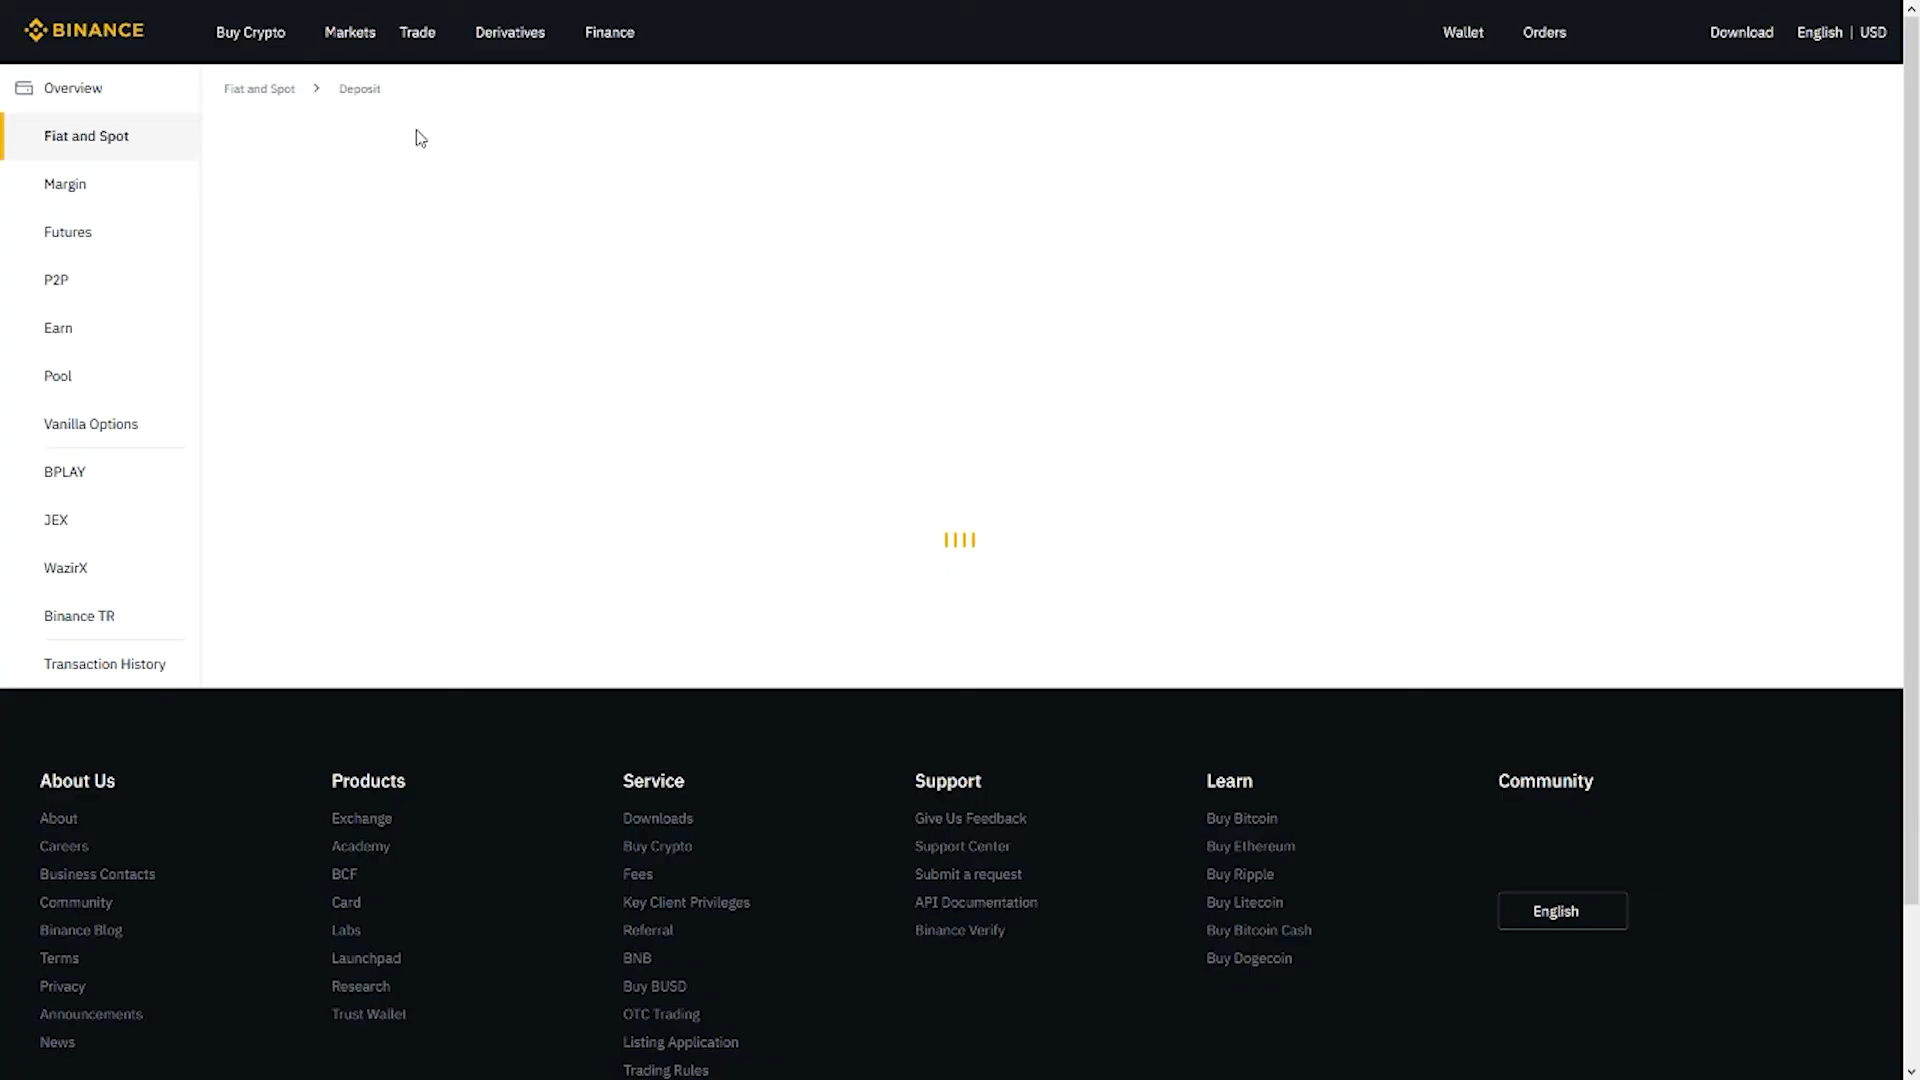 BINANCE
Buy Crypto
Markets
Trade
Derivatives
Finance
Wallet
Orders
Download
English | USD
Overview
Fiat and Spot
Margin
Futures
P2P
Earn
Pool
Vanilla Options
BPLAY
JEX
WazirX
Binance TR
Transaction History
Fiat and Spot
Deposit
About Us
About
Careers
Business Contacts
Community
Binance Blog
Terms
Privacy
Announcements
News
Products
Exchange
Academy
BCF
Card
Labs
Launchpad
Research
Trust Wallet
Service
Downloads
Buy Crypto
Fees
Key Client Privileges
Referral
BNB
Buy BUSD
OTC Trading
Listing Application
Trading Rules
Support
Give Us Feedback
Support Center
Submit a request
API Documentation
Binance Verify
Learn
Buy Bitcoin
Buy Ethereum
Buy Ripple
Buy Litecoin
Buy Bitcoin Cash
Buy Dogecoin
Community
English